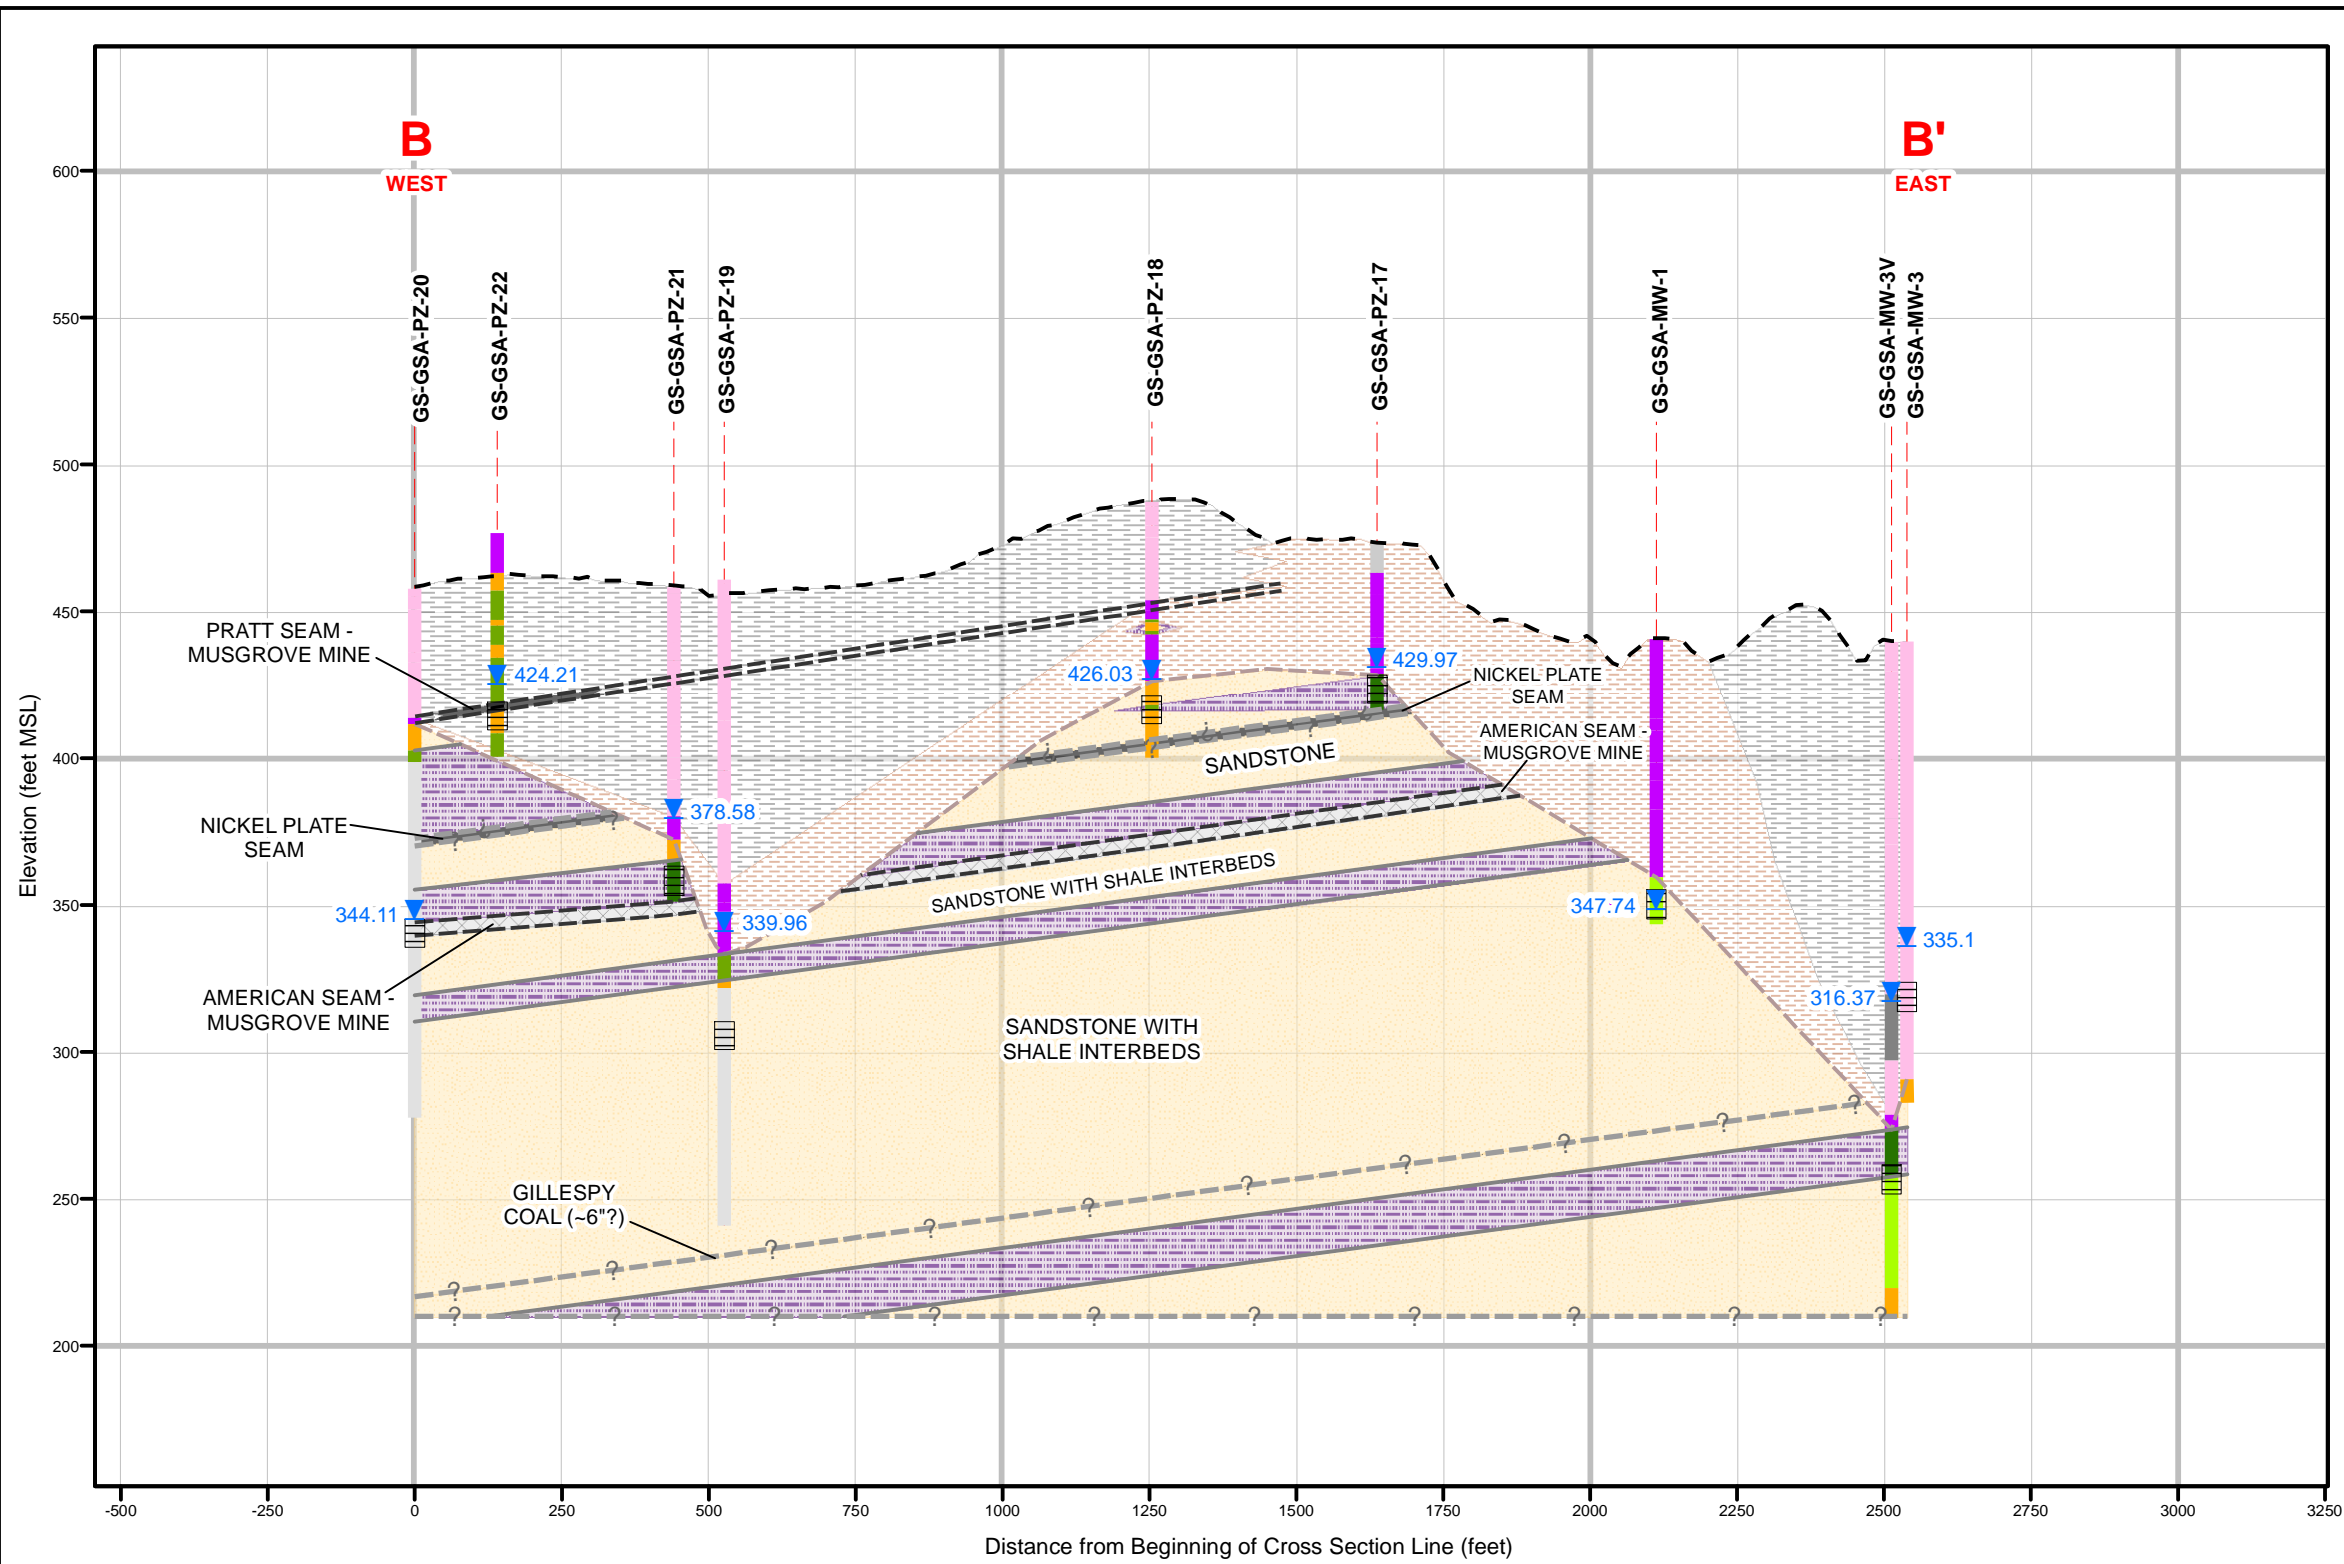 B
WEST
B'
EAST
GS-GSA-PZ-20
GS-GSA-PZ-22
GS-GSA-PZ-21
GS-GSA-PZ-19
GS-GSA-PZ-18
GS-GSA-PZ-17
GS-GSA-MW-1
GS-GSA-MW-3V
GS-GSA-MW-3
Elevation (feet MSL)
600
550
500
450
400
350
300
250
200
PRATT SEAM -
MUSGROVE MINE
424.21
426.03
429.97
NICKEL PLATE
SEAM
AMERICAN SEAM -
MUSGROVE MINE
SANDSTONE
NICKEL PLATE
SEAM
378.58
SANDSTONE WITH SHALE INTERBEDS
344.11
339.96
347.74
335.1
316.37
AMERICAN SEAM -
MUSGROVE MINE
SANDSTONE WITH
SHALE INTERBEDS
GILLESPY
COAL (~6"?)
? ? ? ? ? ? ? ? ? ? ?
? ? ? ? ? ? ? ? ? ?
-500
-250
0
250
500
750
1000
1250
1500
1750
2000
2250
2500
2750
3000
3250
Distance from Beginning of Cross Section Line (feet)